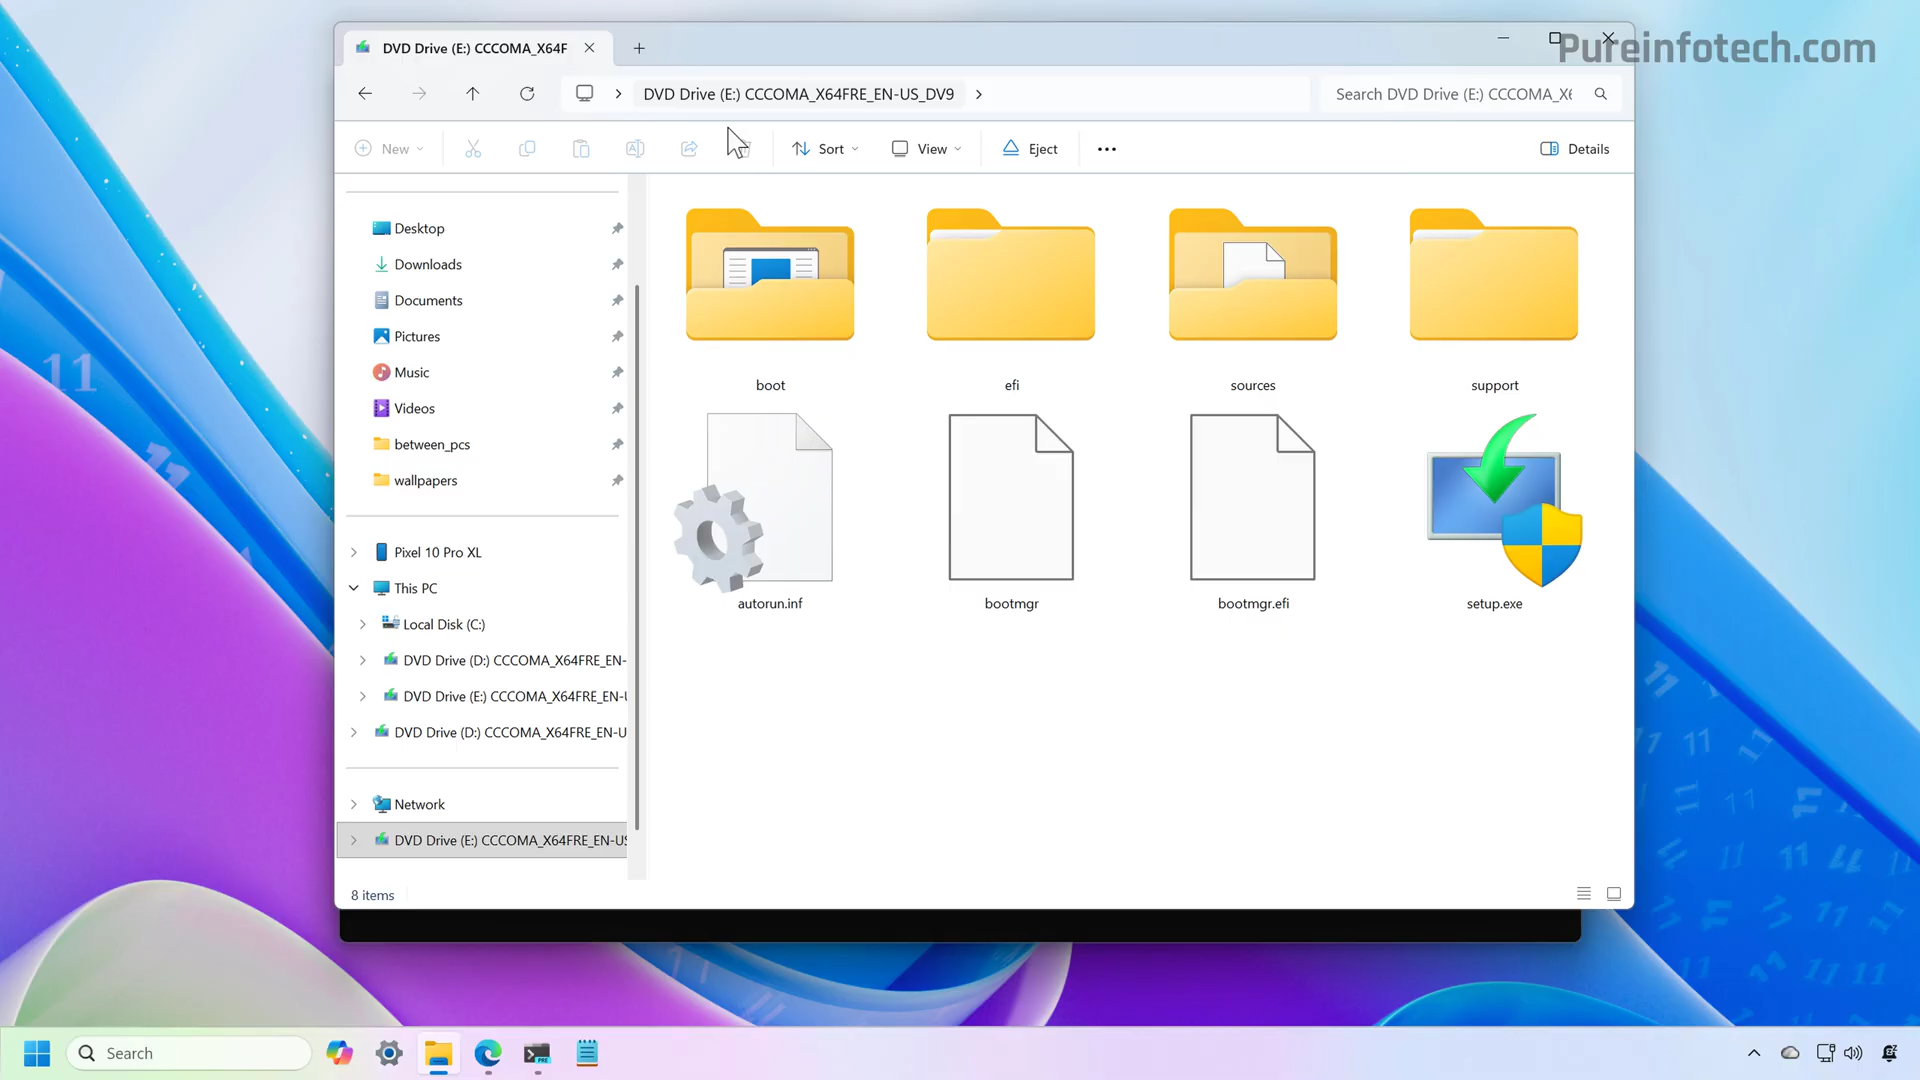 DVD Drive (E:) CCCOMA_X64F
Pureinfotech.com
DVD Drive (E:) CCCOMA_X64FRE_EN-US_DV9
Search DVD Drive (E:) CCCOMA_X6
New
Sort
View
Eject
Details
Desktop
Downloads
Documents
Pictures
Music
Videos
between_pcs
wallpapers
Pixel 10 Pro XL
This PC
Local Disk (C:)
DVD Drive (D:) CCCOMA_X64FRE_EN-
DVD Drive (E:) CCCOMA_X64FRE_EN-U
DVD Drive (D:) CCCOMA_X64FRE_EN-U
Network
DVD Drive (E:) CCCOMA_X64FRE_EN-US
boot
efi
sources
support
autorun.inf
bootmgr
bootmgr.efi
setup.exe
8 items
11
11
Search
PRE